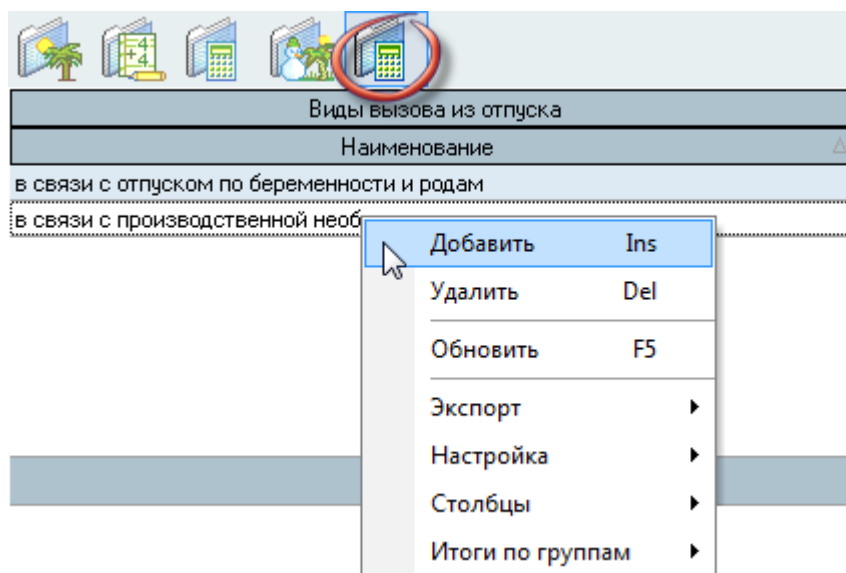 Виды вызова из отпуска
Наименование
в связи с отпуском по беременности и родам
в связи с производственной необ
Добавить Ins
Удалить Del
Обновить F5
Экспорт
Настройка
Столбцы
Итоги по группам